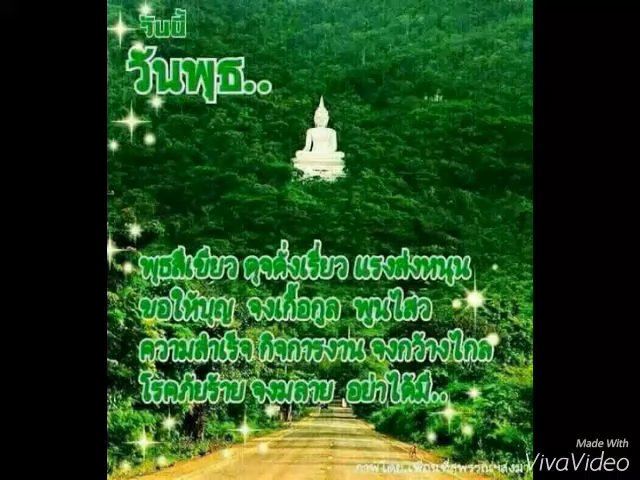 วันนี้
วันพุธ..
พุธสีเขียว ดุจดั่งเรี่ยว แรงส่งหนุน
ขอให้บุญ จงเกื้อกูล พูนไสว
ความสำเร็จ กิจการงาน จงกว้างไกล
โรคภัยร้าย จงมลาย อย่าได้มี..
Made With
VivaVideo